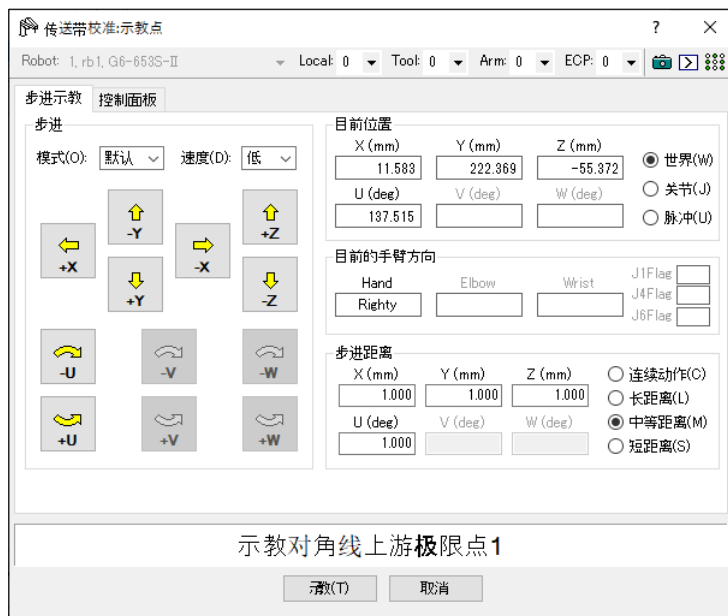 传送带校准:示教点 ? ×
Robot: 1, rb1, G6-653S-II Local: 0 Tool: 0 Arm: 0 ECP: 0
步进示教 控制面板
步进
模式(O): 默认 速度(D): 低
-Y +Z
+X -X
+Y -Z
-U -V -W
+U +V +W
目前位置
X (mm) Y (mm) Z (mm)
11.583 222.369 -55.372
U (deg) V (deg) W (deg)
137.515
世界(W)
关节(J)
脉冲(U)
目前的手臂方向
Hand Elbow Wrist
Righty
J1Flag
J4Flag
J6Flag
步进距离
X (mm) Y (mm) Z (mm)
1.000 1.000 1.000
U (deg) V (deg) W (deg)
1.000
连续动作(C)
长距离(L)
中等距离(M)
短距离(S)
示教对角线上游极限点1
示教(T) 取消